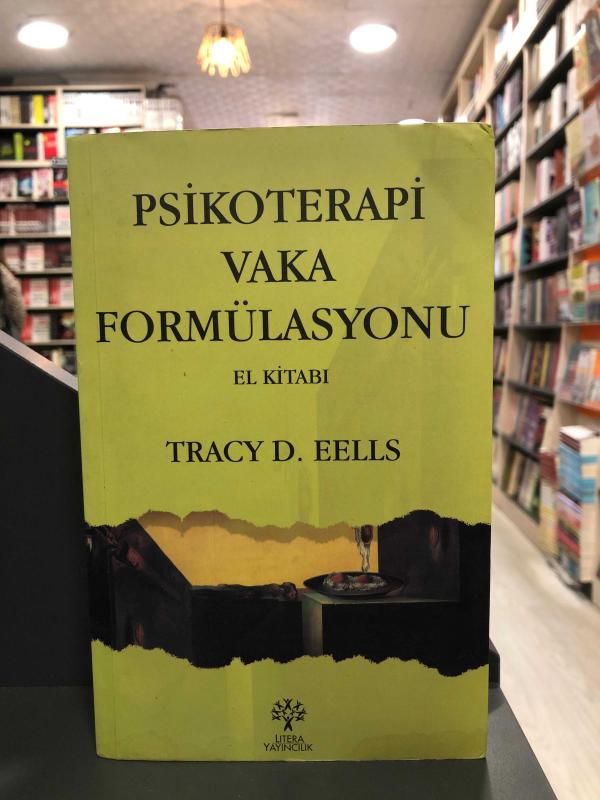 PSİKOTERAPİ
VAKA
FORMÜLASYONU
EL KİTABI
TRACY D. EELLS
LITERA
YAYINCILIK